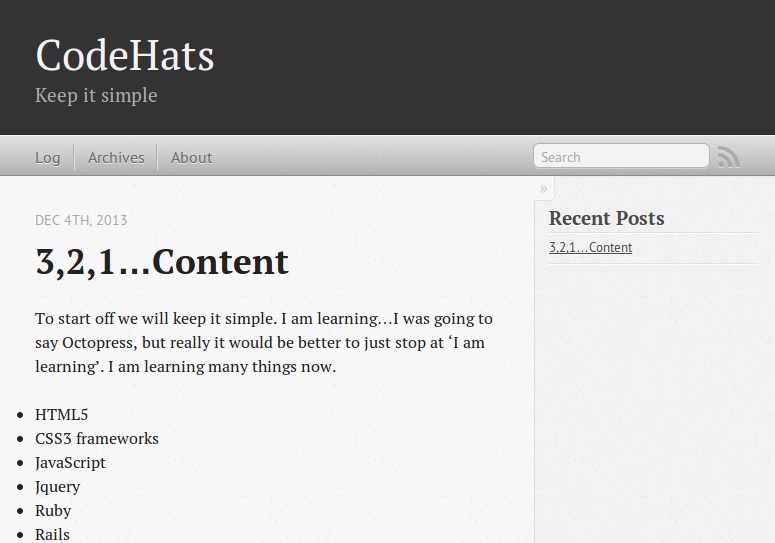 CodeHats
Keep it simple
Log
Archives
About
Search
»
DEC 4TH, 2013
3,2,1…Content
To start off we will keep it simple. I am learning…I was going to
say Octopress, but really it would be better to just stop at ‘I am
learning’. I am learning many things now.
• HTML5
• CSS3 frameworks
• JavaScript
• Jquery
• Ruby
• Rails
Recent Posts
3,2,1…Content